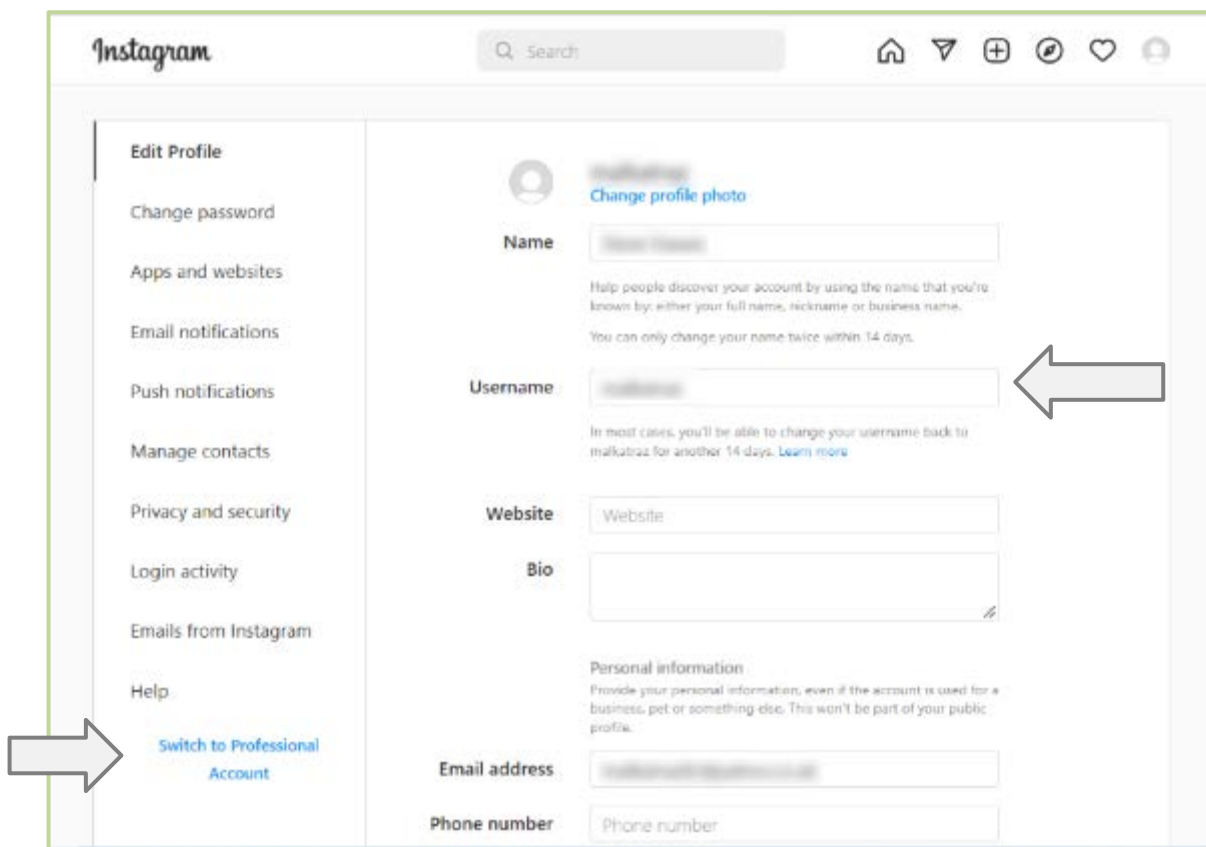 Instagram
Search
Edit Profile
Change password
Apps and websites
Email notifications
Push notifications
Manage contacts
Privacy and security
Login activity
Emails from Instagram
Help
Switch to Professional
Account
Change profile photo
Name
Help people discover your account by using the name that you're
known by: either your full name, nickname or business name.
You can only change your name twice within 14 days.
Username
In most cases, you'll be able to change your username back to
malkatraz for another 14 days. Learn more
Website
Website
Bio
Personal information
Provide your personal information, even if the account is used for a
business, pet or something else. This won't be part of your public
profile.
Email address
Phone number
Phone number